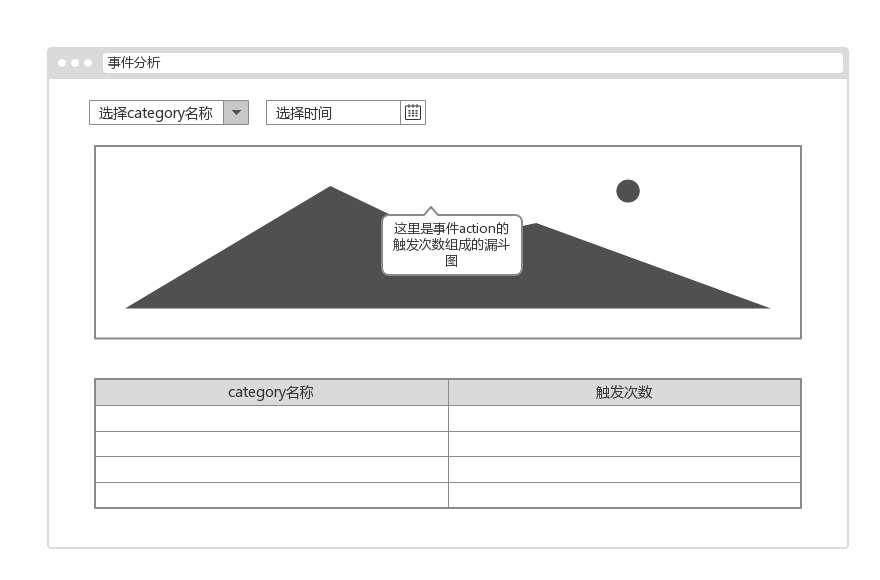 事件分析
选择category名称
选择时间
这里是事件action的
触发次数组成的漏斗
图
category名称
触发次数